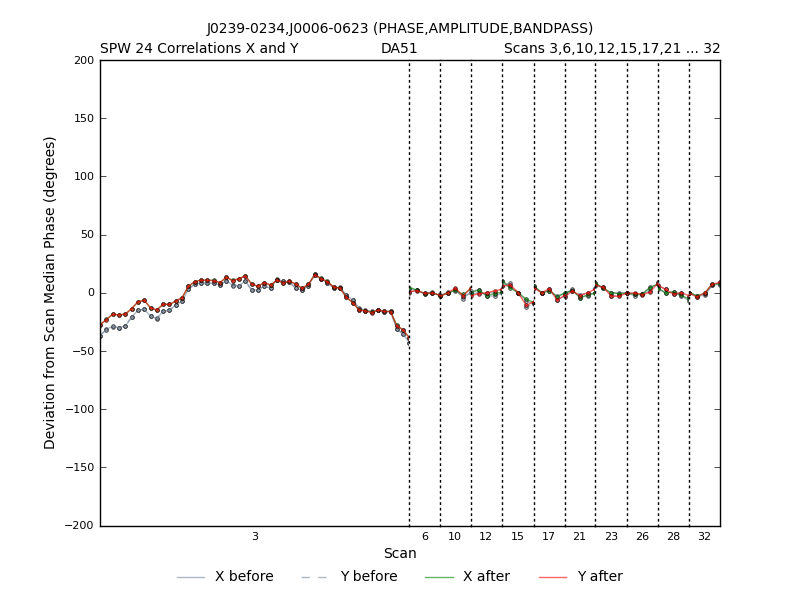 J0239-0234,J0006-0623 (PHASE,AMPLITUDE,BANDPASS)
SPW 24 Correlations X and Y DA51 Scans 3,6,10,12,15,17,21 ... 32
200
150
100
50
0
−50
−100
−150
−200
Deviation from Scan Median Phase (degrees)
3 6 10 12 15 17 21 23 26 28 32
Scan
X before Y before X after Y after